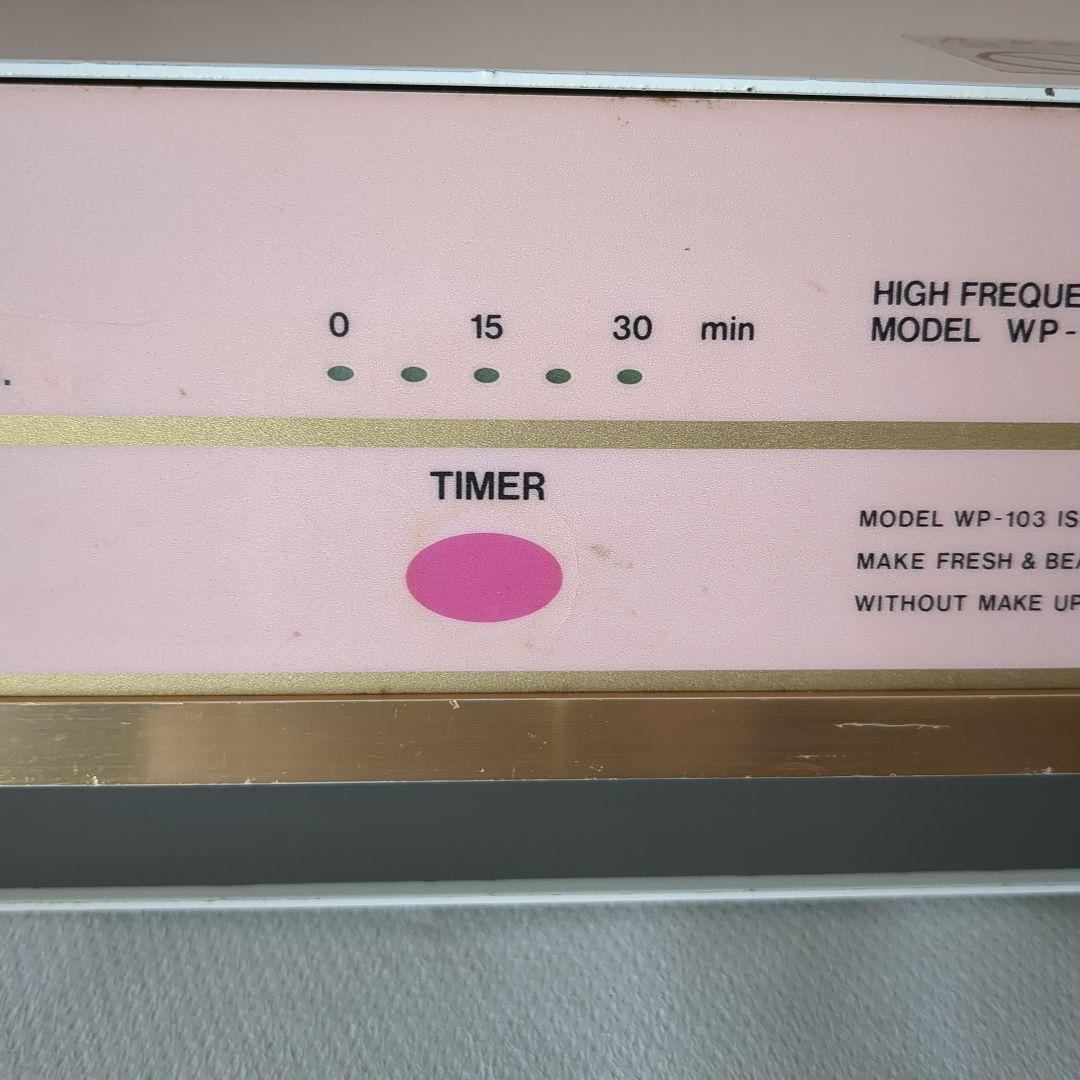 0 15 30 min
TIMER
HIGH FREQUE
MODEL WP-
MODEL WP-103 IS
MAKE FRESH & BEA
WITHOUT MAKE UP